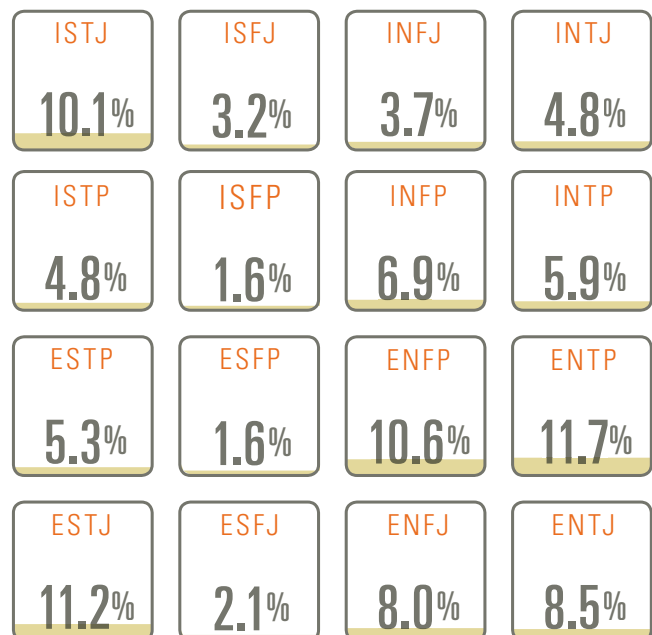 ISTJ ISFJ INFJ INTJ
10.1% 3.2% 3.7% 4.8%
ISTP ISFP INFP INTP
4.8% 1.6% 6.9% 5.9%
ESTP ESFP ENFP ENTP
5.3% 1.6% 10.6% 11.7%
ESTJ ESFJ ENFJ ENTJ
11.2% 2.1% 8.0% 8.5%